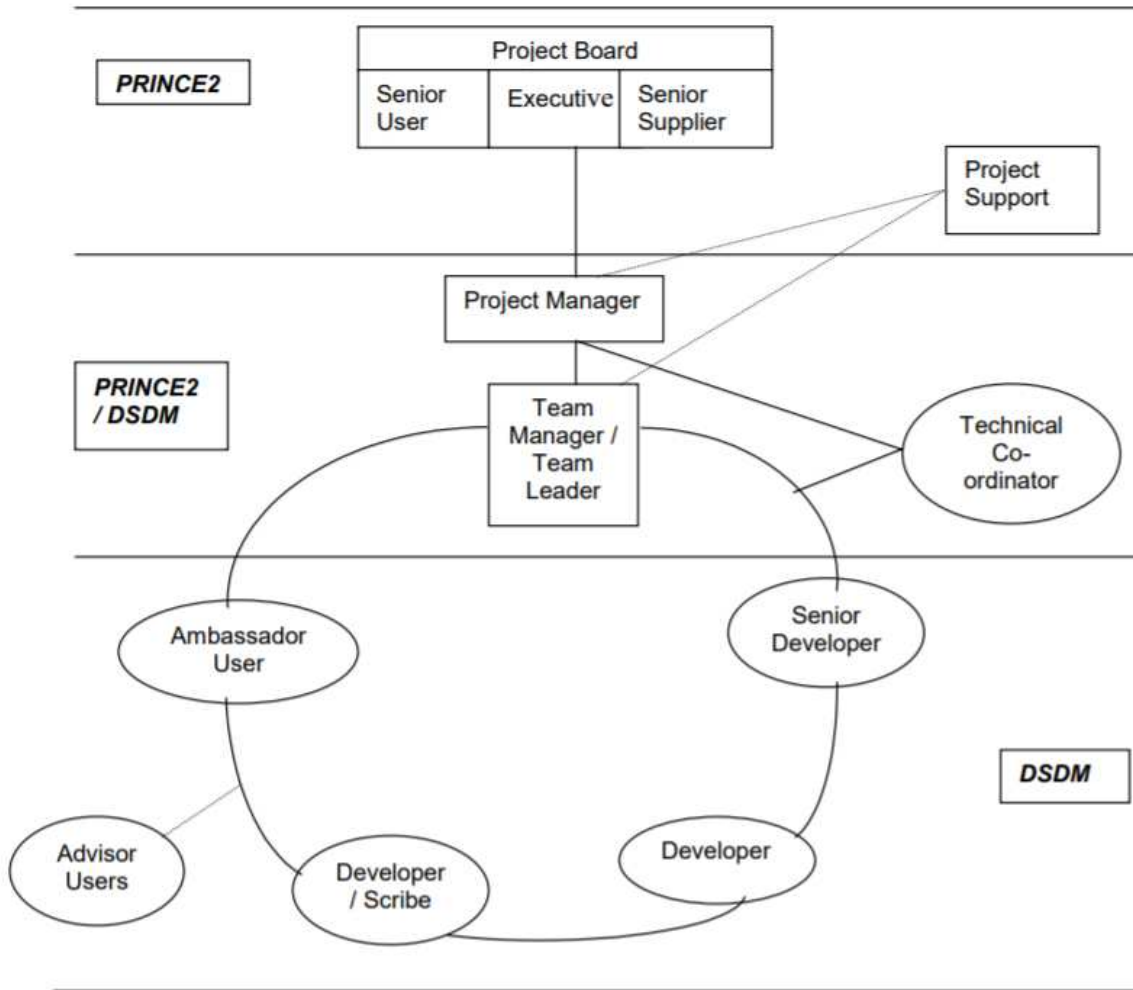 Project Board
PRINCE2
Senior
User
Executive
Senior
Supplier
Project
Support
Project Manager
PRINCE2
/ DSDM
Team
Manager /
Team
Leader
Technical
Co-
ordinator
Ambassador
User
Senior
Developer
DSDM
Advisor
Users
Developer
/ Scribe
Developer